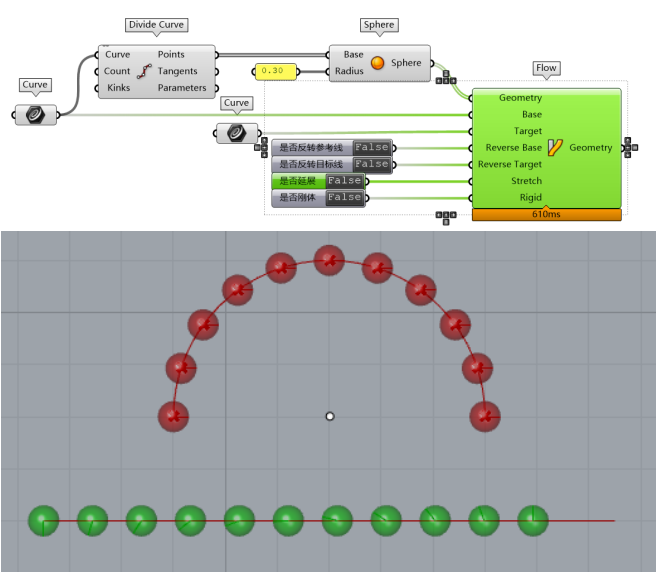 Divide Curve
Sphere
Curve Points
Count Tangents
Kinks Parameters
Base
Radius
Sphere
0.30
Curve
Curve
Flow
Geometry
Base
Target
Reverse Base
Reverse Target
Stretch
Rigid
Geometry
610ms
是否反转参考线 False
是否反转目标线 False
是否延展 False
是否刚体 False